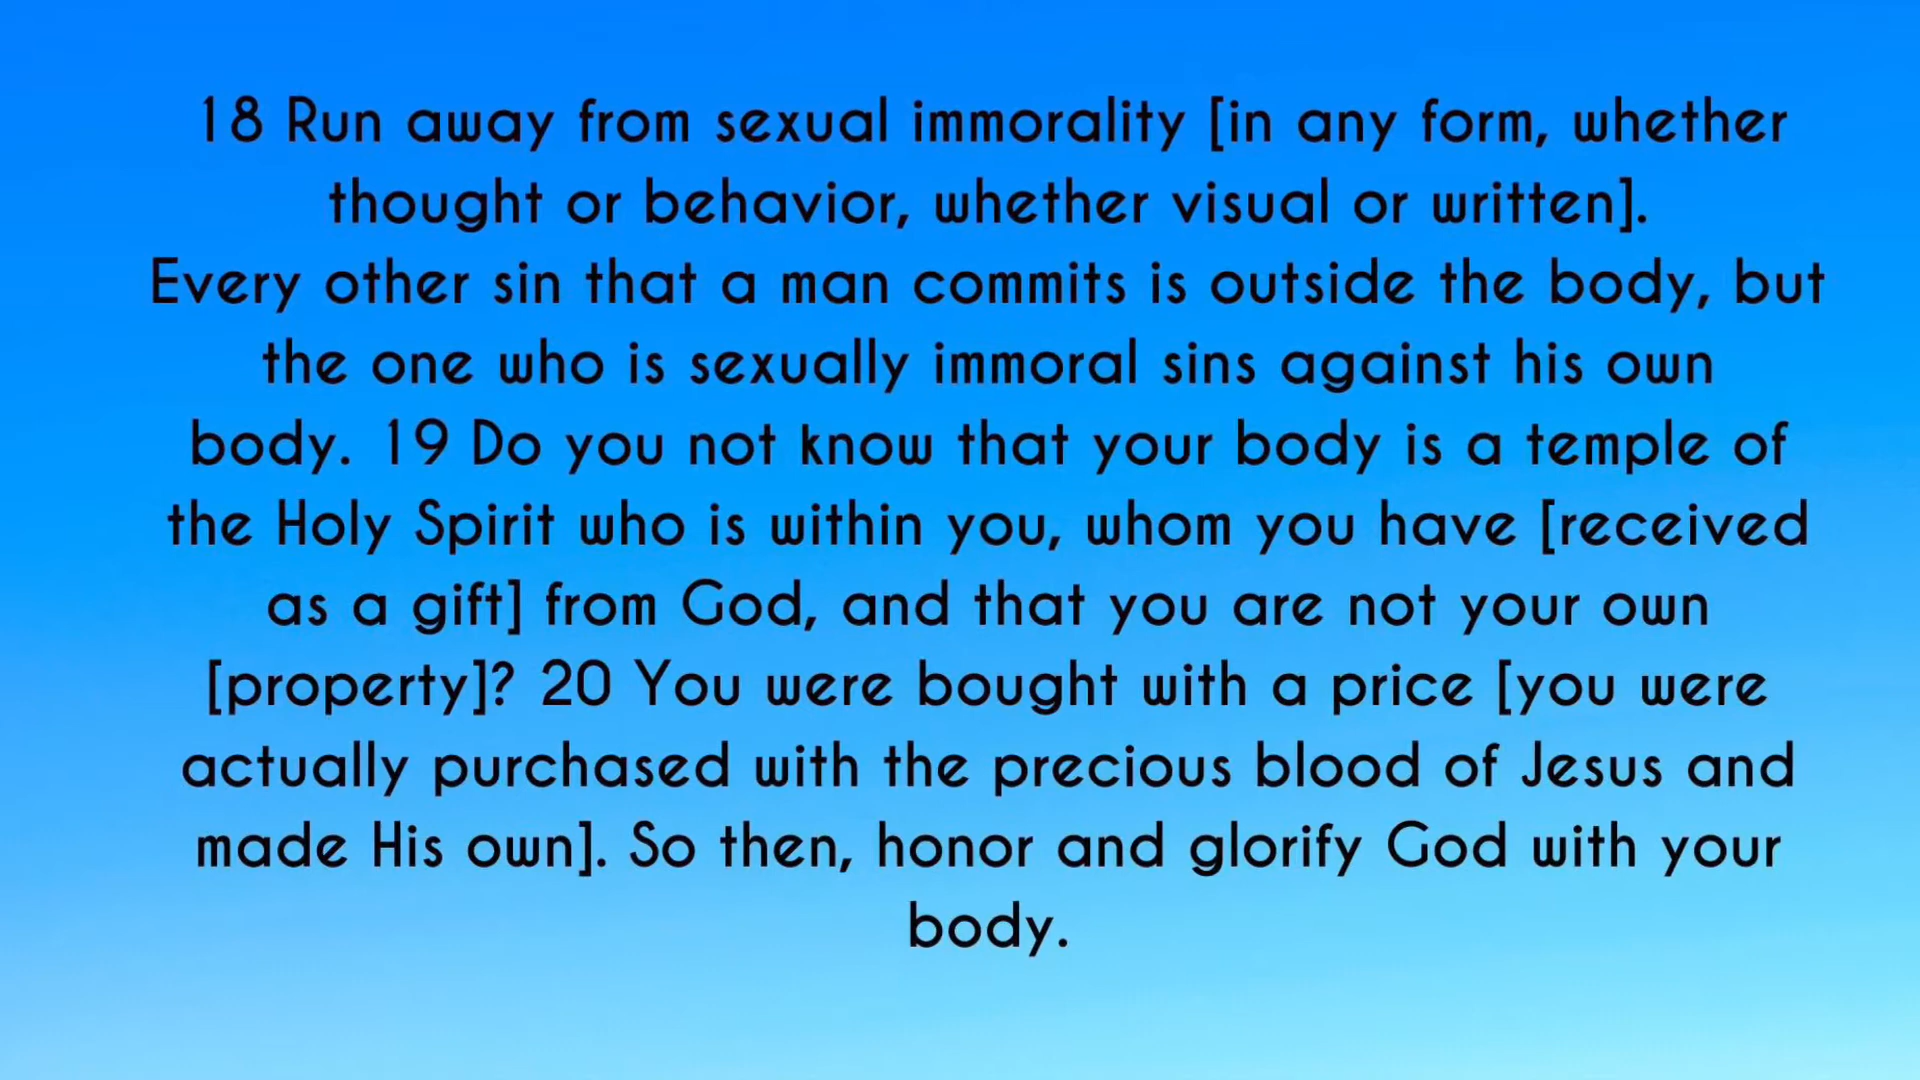 18 Run away from sexual immorality [in any form, whether
thought or behavior, whether visual or written].
Every other sin that a man commits is outside the body, but
the one who is sexually immoral sins against his own
body. 19 Do you not know that your body is a temple of
the Holy Spirit who is within you, whom you have [received
as a gift] from God, and that you are not your own
[property]? 20 You were bought with a price [you were
actually purchased with the precious blood of Jesus and
made His own]. So then, honor and glorify God with your
body.